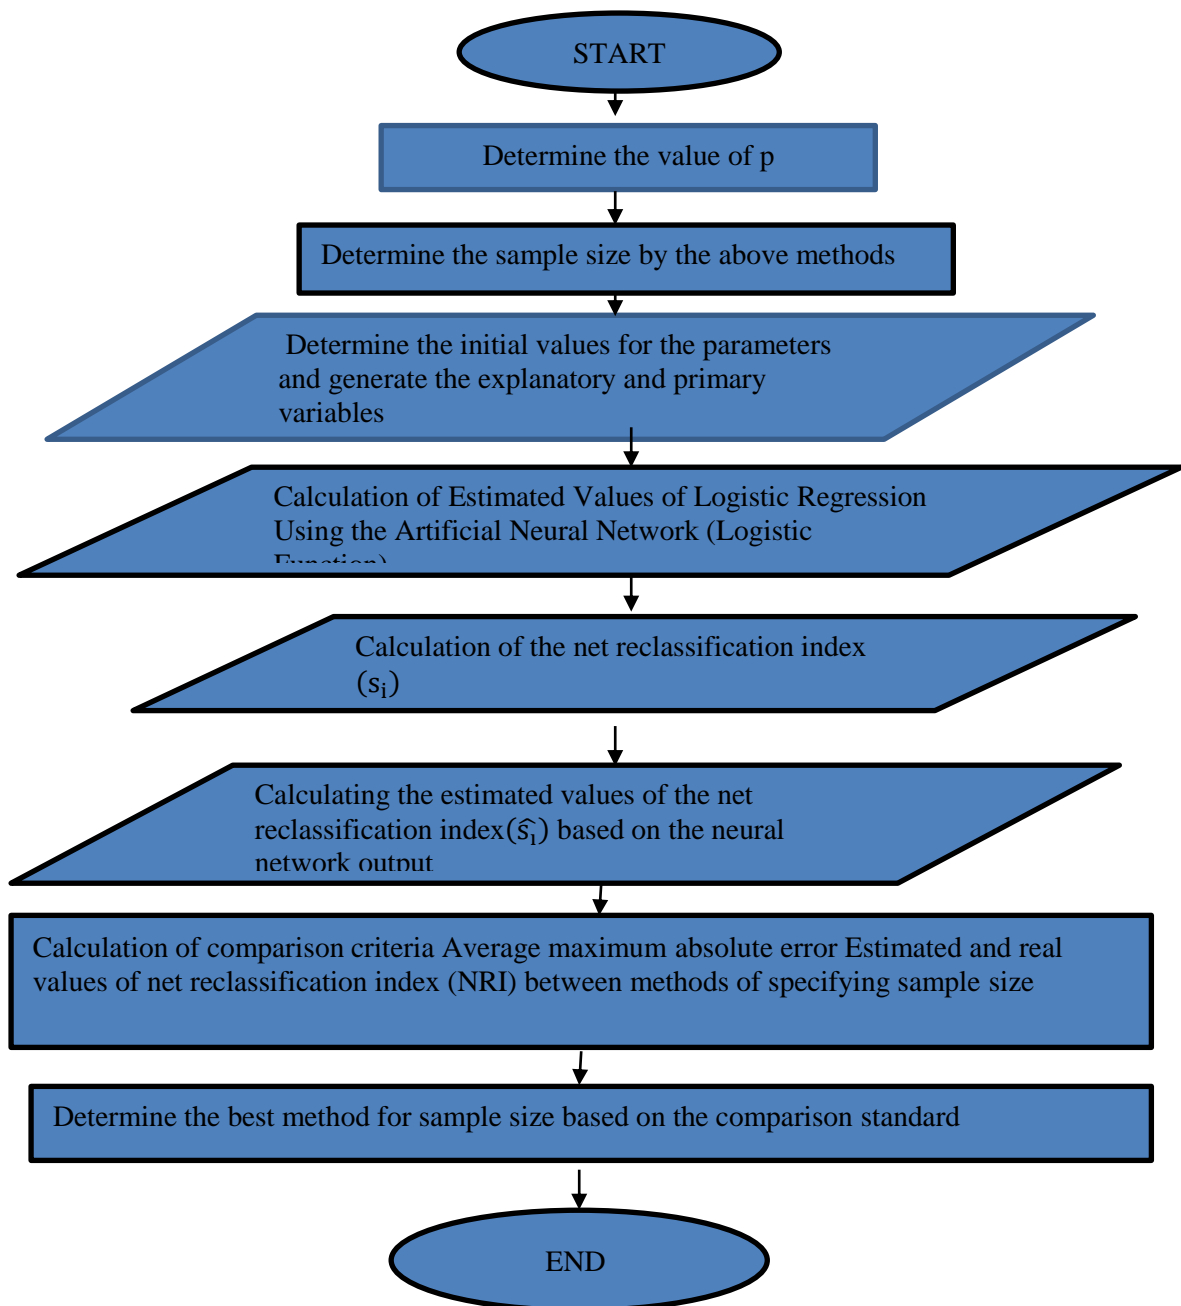 START
Determine the value of p
Determine the sample size by the above methods
Determine the initial values for the parameters
and generate the explanatory and primary
variables
Calculation of Estimated Values of Logistic Regression
Using the Artificial Neural Network (Logistic
Function)
Calculation of the net reclassification index
(sᵢ)
Calculating the estimated values of the net
reclassification index(ŝᵢ) based on the neural
network output
Calculation of comparison criteria Average maximum absolute error Estimated and real
values of net reclassification index (NRI) between methods of specifying sample size
Determine the best method for sample size based on the comparison standard
END